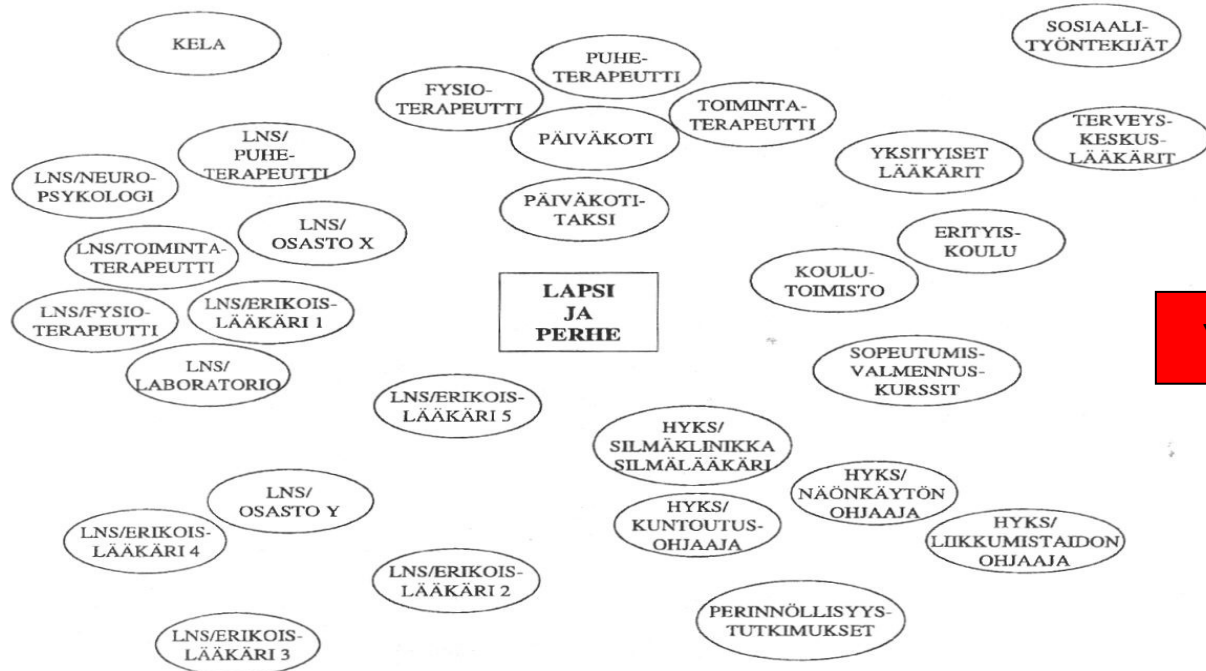 KELA
SOSIAALI-
TYÖNTEKIJÄT
PUHE-
TERAPEUTTI
FYSIO-
TERAPEUTTI
TOIMINTA-
TERAPEUTTI
PÄIVÄKOTI
TERVEYS-
KESKUS-
LÄÄKÄRIT
LNS/
PUHE-
TERAPEUTTI
YKSITYISET
LÄÄKÄRIT
LNS/NEURO-
PSYKOLOGI
PÄIVÄKOTI-
TAKSI
LNS/
OSASTO X
ERITYIS-
KOULU
LNS/TOIMINTA-
TERAPEUTTI
KOULU-
TOIMISTO
LNS/FYSIO-
TERAPEUTTI
LNS/ERIKOIS-
LÄÄKÄRI 1
LAPSI
JA
PERHE
LNS/
LABORATORIO
SOPEUTUMIS-
VALMENNUS-
KURSSIT
LNS/ERIKOIS-
LÄÄKÄRI 5
HYKS/
SILMÄKLINIKKA
SILMÄLÄÄKÄRI
HYKS/
NÄÖNKÄYTÖN
OHJAAJA
LNS/
OSASTO Y
HYKS/
KUNTOUTUS-
OHJAAJA
HYKS/
LIIKKUMISTAIDON
OHJAAJA
LNS/ERIKOIS-
LÄÄKÄRI 4
LNS/ERIKOIS-
LÄÄKÄRI 2
PERINNÖLLISYYS-
TUTKIMUKSET
LNS/ERIKOIS-
LÄÄKÄRI 3